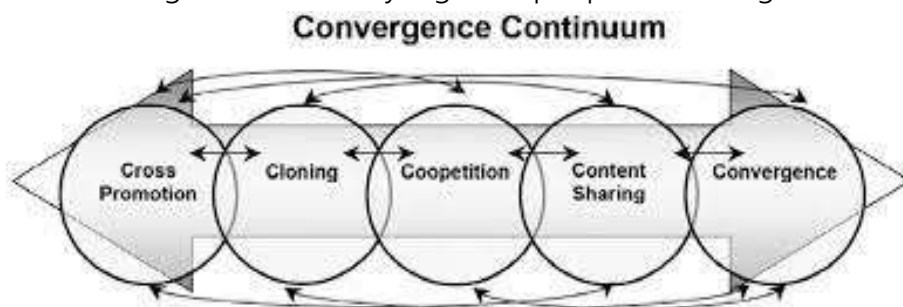 Convergence Continuum
Cross
Promotion
Cloning
Coopetition
Content
Sharing
Convergence